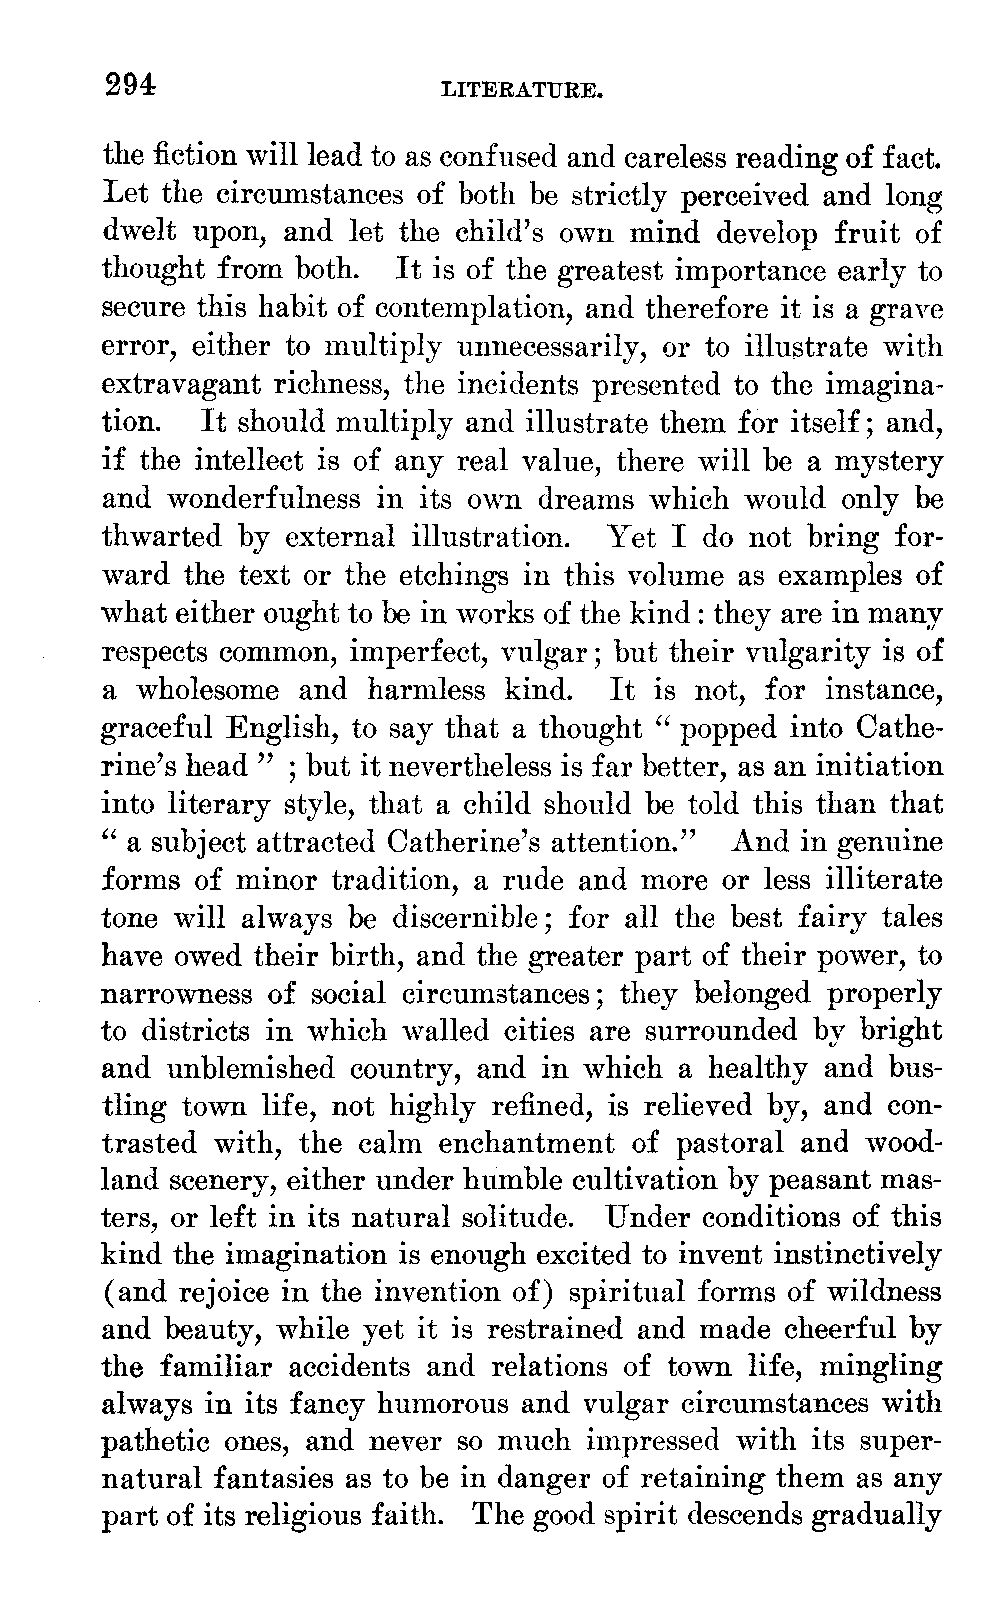 294 LITERATURE.
the fiction will lead to as confused and careless reading of fact.
Let the circumstances of both be strictly perceived and long
dwelt upon, and let the child's own mind develop fruit of
thought from both. It is of the greatest importance early to
secure this habit of contemplation, and therefore it is a grave
error, either to multiply unnecessarily, or to illustrate with
extravagant richness, the incidents presented to the imagina-
tion. It should multiply and illustrate them for itself; and,
if the intellect is of any real value, there will be a mystery
and wonderfulness in its own dreams which would only be
thwarted by external illustration. Yet I do not bring for-
ward the text or the etchings in this volume as examples of
what either ought to be in works of the kind: they are in many
respects common, imperfect, vulgar; but their vulgarity is of
a wholesome and harmless kind. It is not, for instance,
graceful English, to say that a thought “ popped into Cathe-
rine's head ” ; but it nevertheless is far better, as an initiation
into literary style, that a child should be told this than that
“ a subject attracted Catherine's attention.” And in genuine
forms of minor tradition, a rude and more or less illiterate
tone will always be discernible; for all the best fairy tales
have owed their birth, and the greater part of their power, to
narrowness of social circumstances; they belonged properly
to districts in which walled cities are surrounded by bright
and unblemished country, and in which a healthy and bus-
tling town life, not highly refined, is relieved by, and con-
trasted with, the calm enchantment of pastoral and wood-
land scenery, either under humble cultivation by peasant mas-
ters, or left in its natural solitude. Under conditions of this
kind the imagination is enough excited to invent instinctively
(and rejoice in the invention of) spiritual forms of wildness
and beauty, while yet it is restrained and made cheerful by
the familiar accidents and relations of town life, mingling
always in its fancy humorous and vulgar circumstances with
pathetic ones, and never so much impressed with its super-
natural fantasies as to be in danger of retaining them as any
part of its religious faith. The good spirit descends gradually